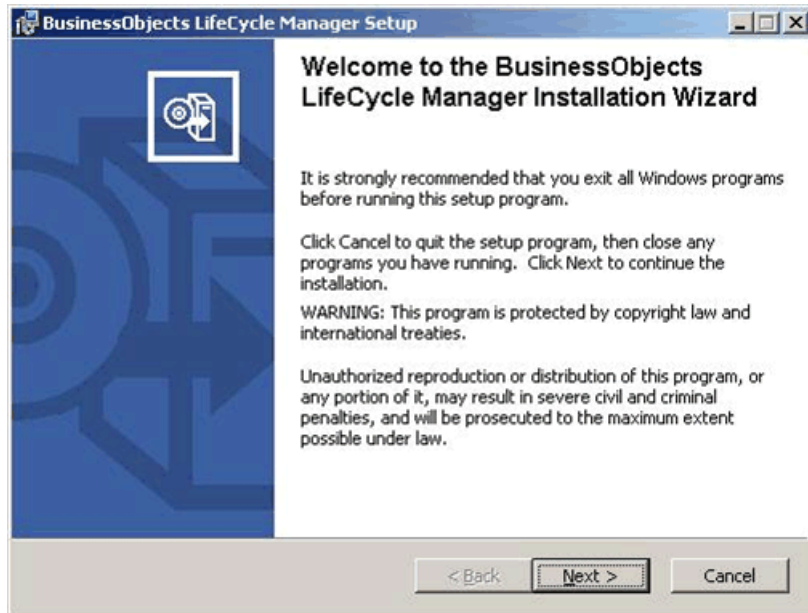 BusinessObjects LifeCycle Manager Setup
Welcome to the BusinessObjects
LifeCycle Manager Installation Wizard
It is strongly recommended that you exit all Windows programs
before running this setup program.
Click Cancel to quit the setup program, then close any
programs you have running.  Click Next to continue the
installation.
WARNING: This program is protected by copyright law and
international treaties.
Unauthorized reproduction or distribution of this program, or
any portion of it, may result in severe civil and criminal
penalties, and will be prosecuted to the maximum extent
possible under law.
< Back Next > Cancel